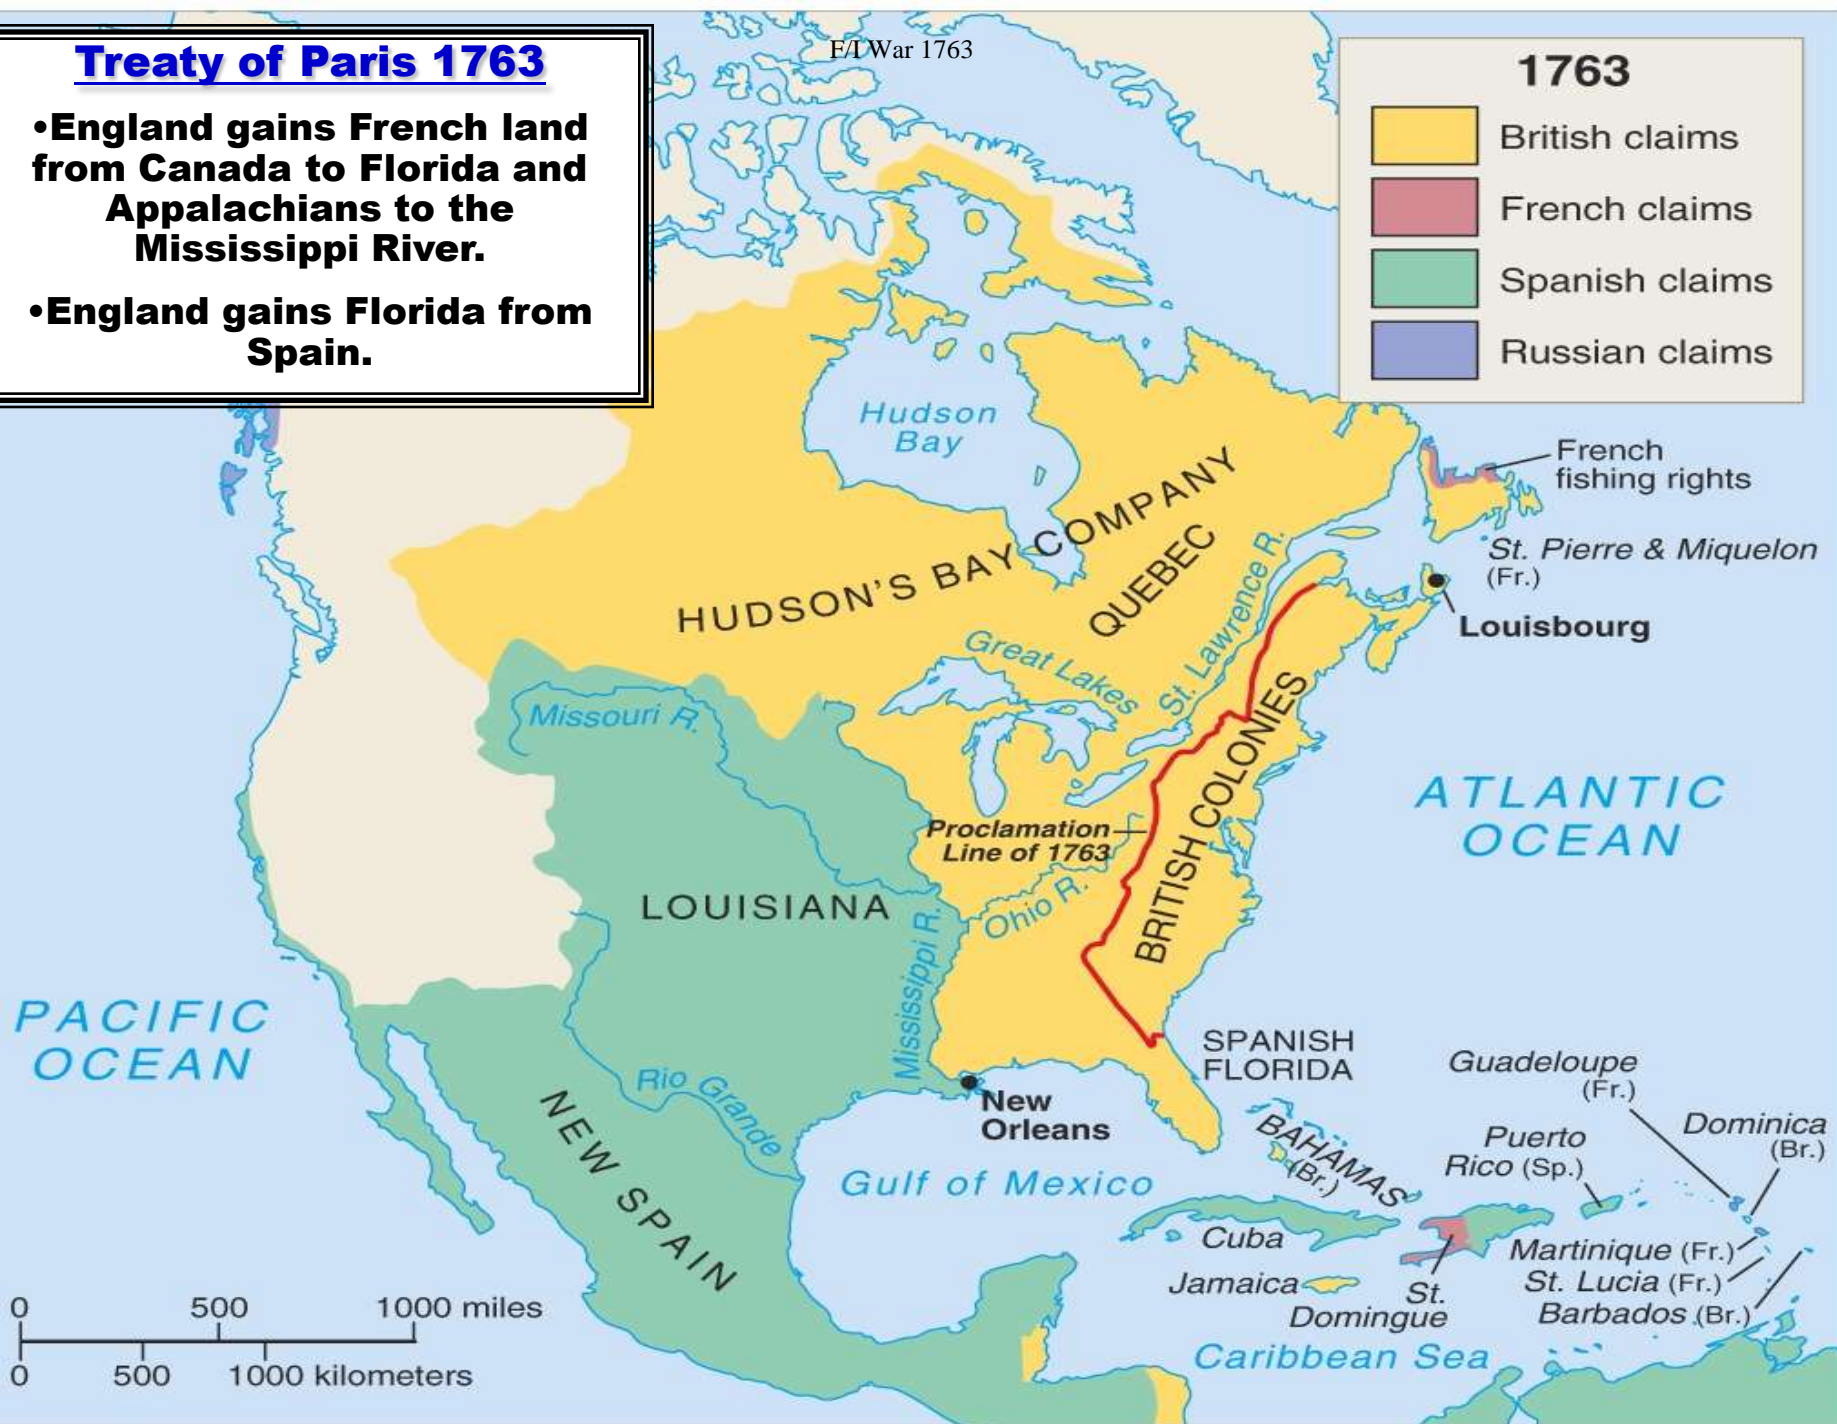 Treaty of Paris 1763
•England gains French land
from Canada to Florida and
Appalachians to the
Mississippi River.
•England gains Florida from
Spain.
F/I War 1763
1763
British claims
French claims
Spanish claims
Russian claims
Hudson
Bay
French
fishing rights
St. Pierre & Miquelon
(Fr.)
Louisbourg
HUDSON'S BAY COMPANY
QUEBEC
St. Lawrence R.
Great Lakes
Missouri R.
BRITISH COLONIES
ATLANTIC
OCEAN
Proclamation
Line of 1763
Ohio R.
LOUISIANA
Mississippi R.
PACIFIC
OCEAN
SPANISH
FLORIDA
New
Orleans
Rio Grande
NEW SPAIN
Gulf of Mexico
BAHAMAS
(Br.)
Guadeloupe
(Fr.)
Dominica
(Br.)
Puerto
Rico (Sp.)
Cuba
Jamaica
St.
Domingue
Martinique (Fr.)
St. Lucia (Fr.)
Barbados (Br.)
Caribbean Sea
0 500 1000 miles
0 500 1000 kilometers